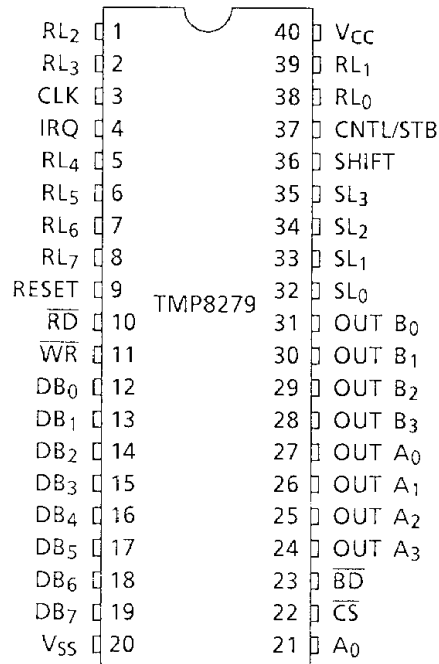 RL2 1 40 VCC
RL3 2 39 RL1
CLK 3 38 RL0
IRQ 4 37 CNTL/STB
RL4 5 36 SHIFT
RL5 6 35 SL3
RL6 7 34 SL2
RL7 8 33 SL1
RESET 9 32 SL0
TMP8279
RD 10 31 OUT B0
WR 11 30 OUT B1
DB0 12 29 OUT B2
DB1 13 28 OUT B3
DB2 14 27 OUT A0
DB3 15 26 OUT A1
DB4 16 25 OUT A2
DB5 17 24 OUT A3
DB6 18 23 BD
DB7 19 22 CS
VSS 20 21 A0